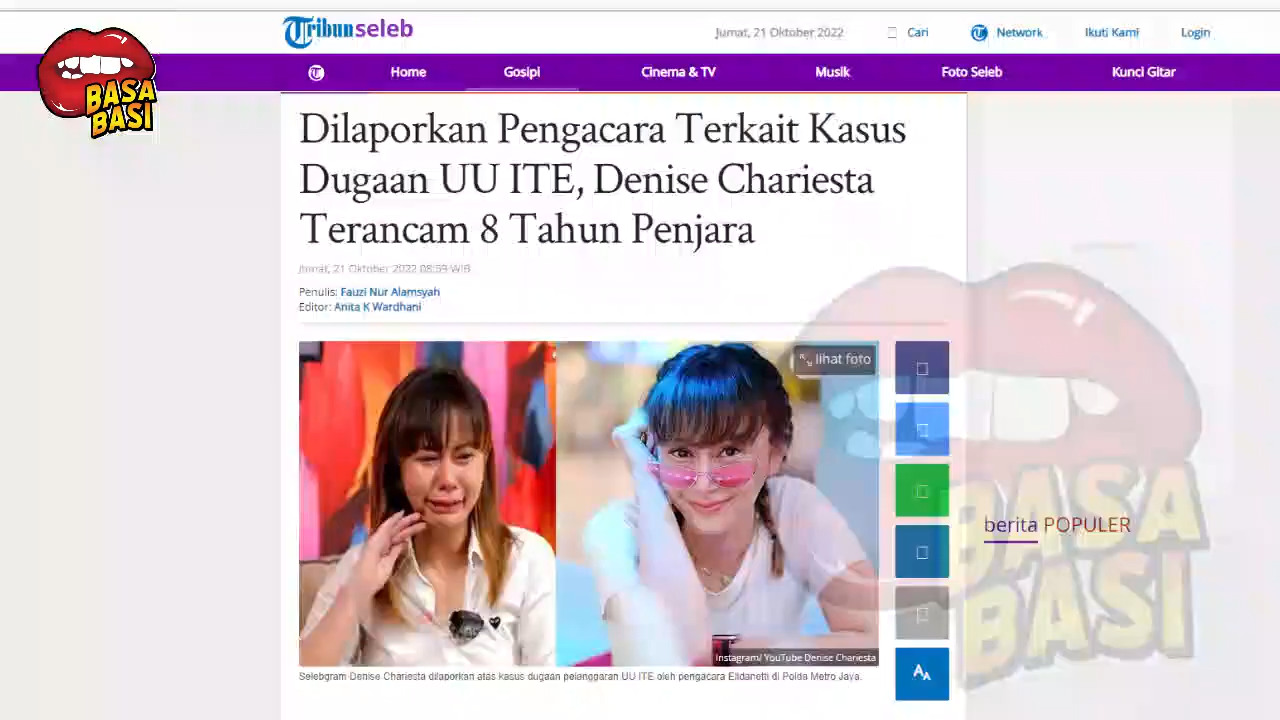 Tribunseleb
Jumat, 21 Oktober 2022
Cari
Network
Ikuti Kami
Login
Home
Gosipi
Cinema & TV
Musik
Foto Seleb
Kunci Gitar
BASA
BASI
Dilaporkan Pengacara Terkait Kasus
Dugaan UU ITE, Denise Chariesta
Terancam 8 Tahun Penjara
Jumat, 21 Oktober 2022 08:59 WIB
Penulis: Fauzi Nur Alamsyah
Editor: Anita K Wardhani
lihat foto
Instagram/ YouTube Denise Chariesta
Selebgram Denise Chariesta dilaporkan atas kasus dugaan pelanggaran UU ITE oleh pengacara Elidanetti di Polda Metro Jaya.
AA
berita POPULER
BASA
BASI